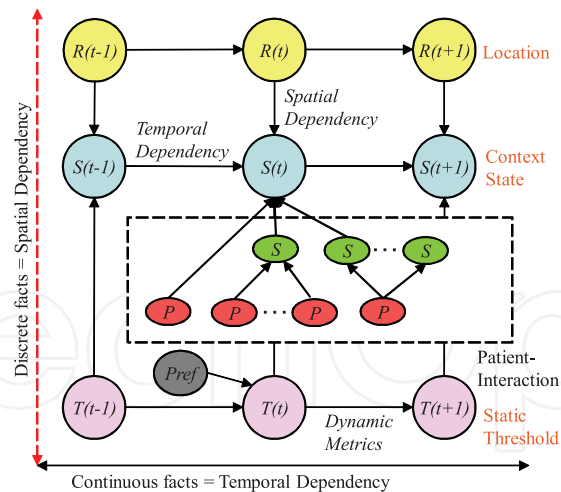 R(t-1)
R(t)
R(t+1)
Location
Spatial
Dependency
Temporal
Dependency
S(t-1)
S(t)
S(t+1)
Context
State
S
S
···
S
P
P
···
P
P
Patient-
Interaction
Pref
T(t-1)
T(t)
T(t+1)
Static
Threshold
Dynamic
Metrics
Discrete facts = Spatial Dependency
Continuous facts = Temporal Dependency